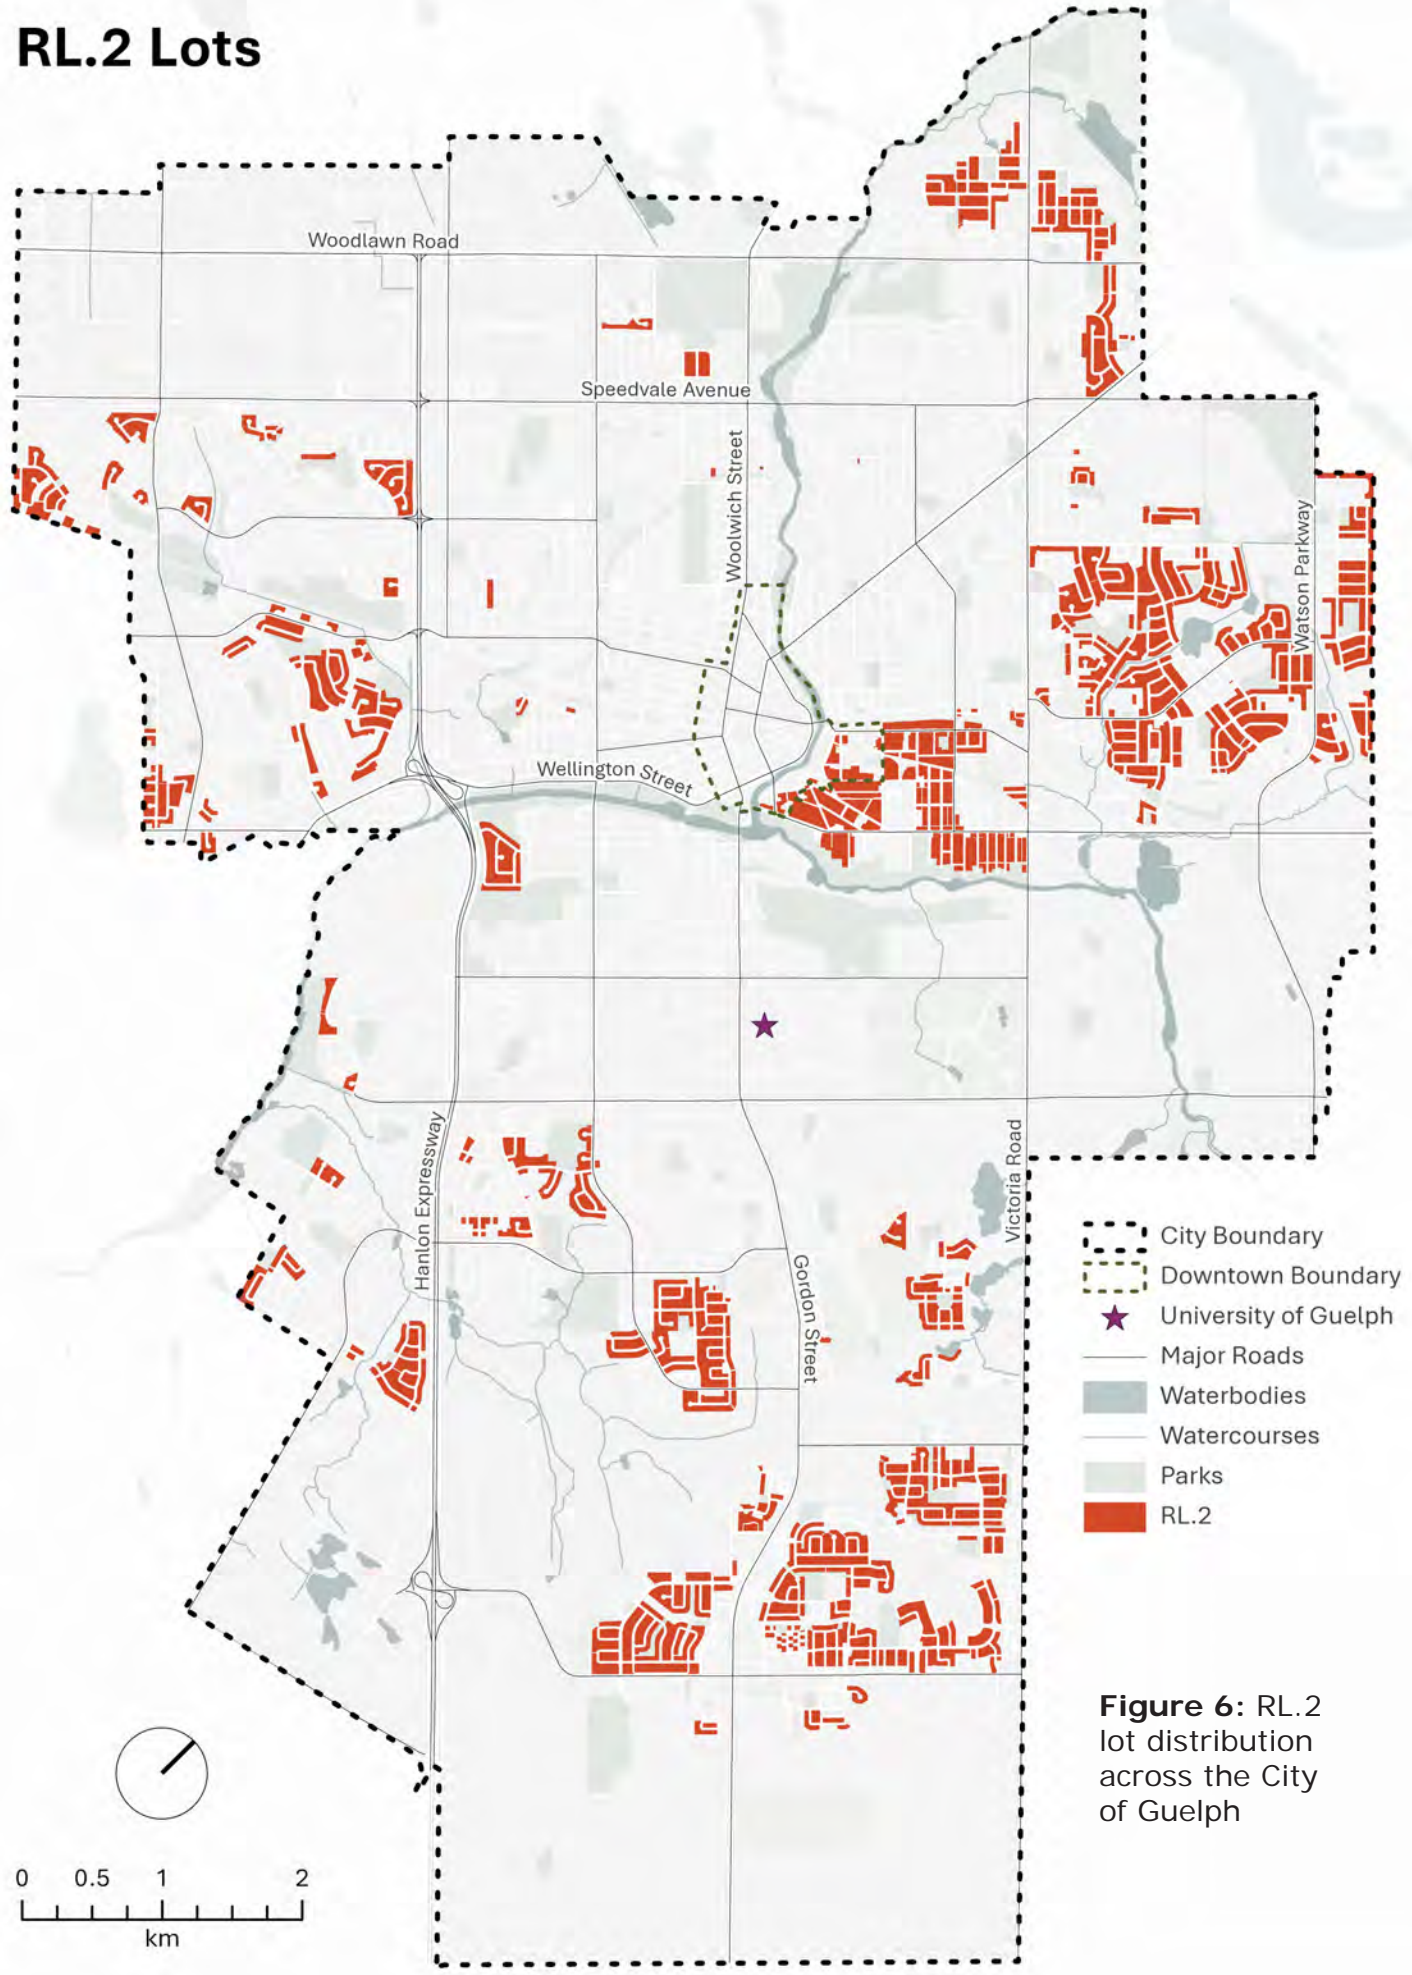 RL.2 Lots
Woodlawn Road
Speedvale Avenue
Woolwich Street
Watson Parkway
Wellington Street
Hanlon Expressway
Victoria Road
Gordon Street
City Boundary
Downtown Boundary
University of Guelph
Major Roads
Waterbodies
Watercourses
Parks
RL.2
Figure 6: RL.2
lot distribution
across the City
of Guelph
0 0.5 1 2
km